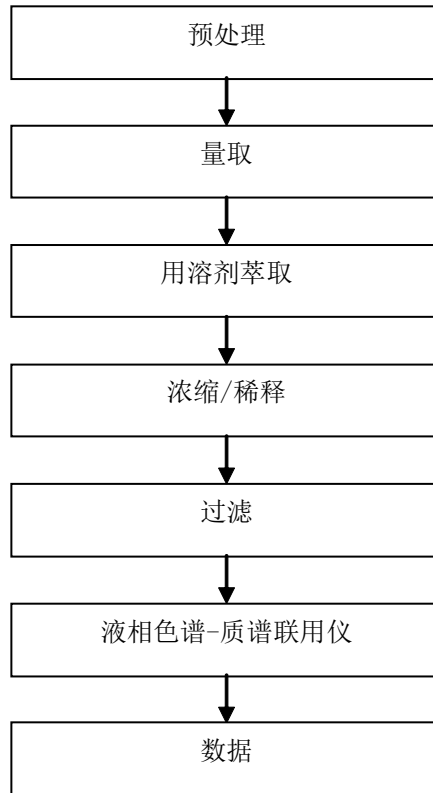 预处理
量取
用溶剂萃取
浓缩/稀释
过滤
液相色谱-质谱联用仪
数据